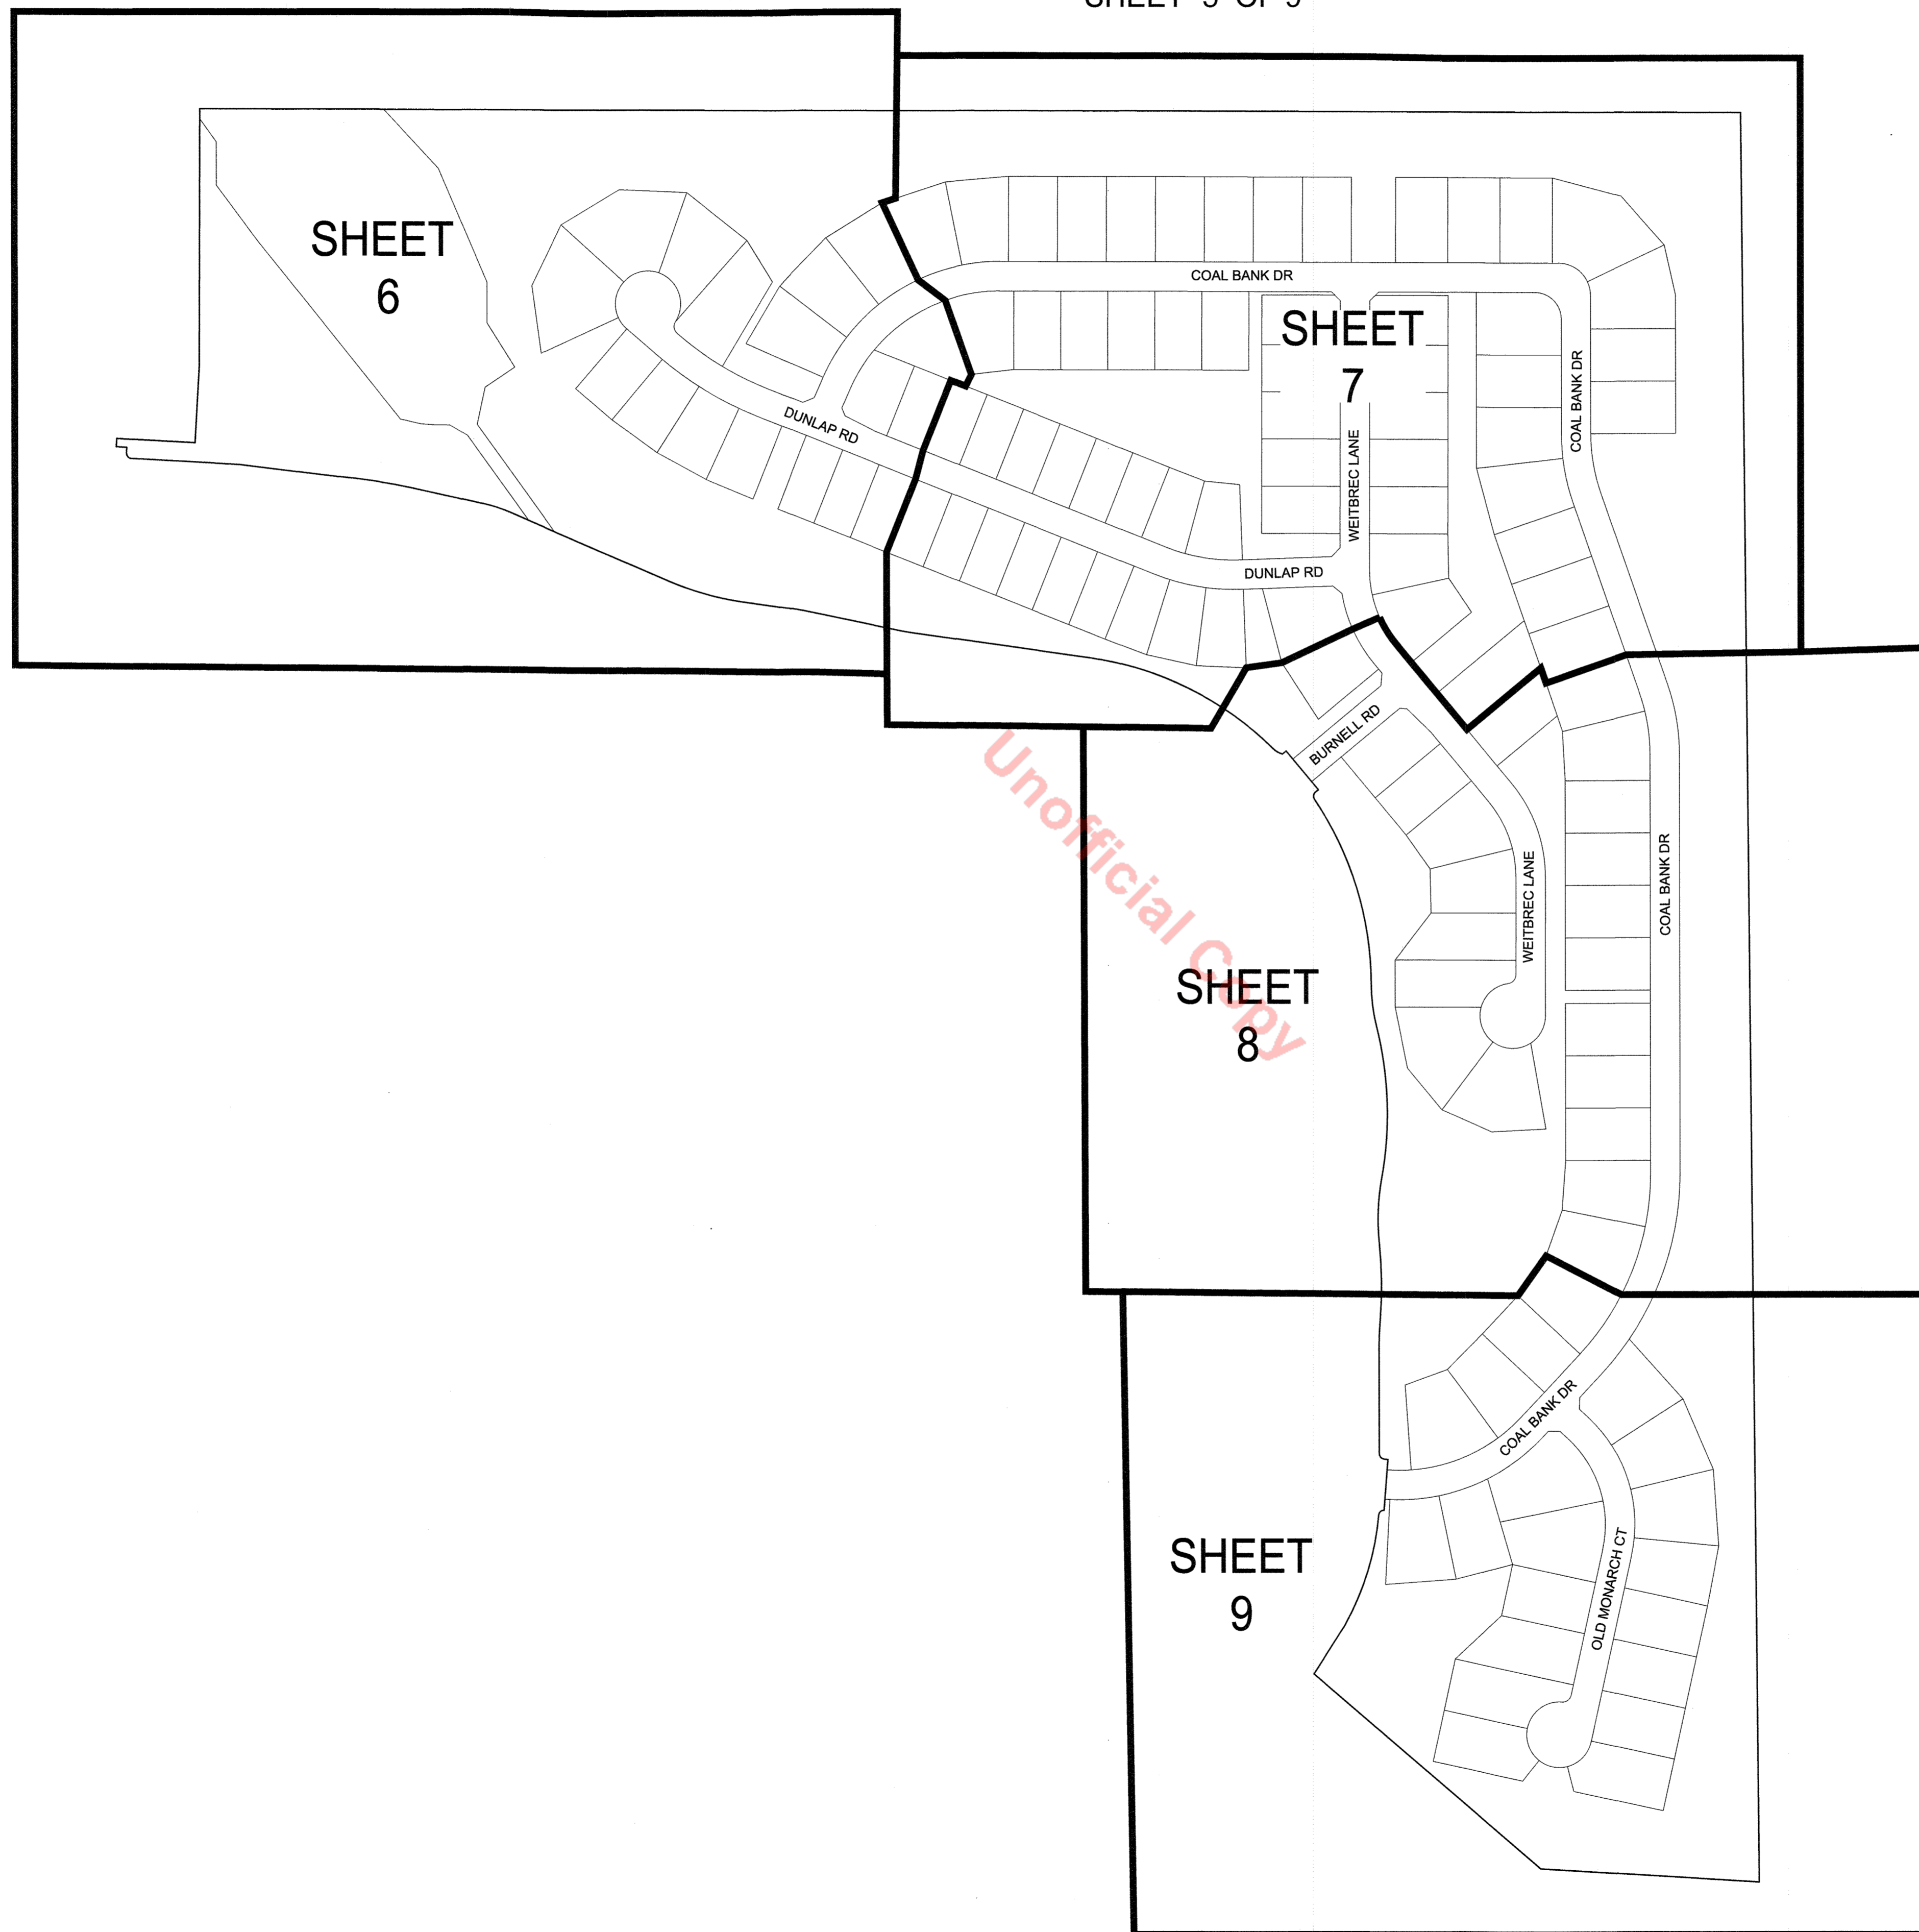 SHEET
6
COAL BANK DR
SHEET
7
COAL BANK DR
DUNLAP RD
WEITBREC LANE
DUNLAP RD
BURNELL RD
Unofficial Copy
WEITBREC LANE
COAL BANK DR
SHEET
8
COAL BANK DR
SHEET
9
OLD MONARCH CT